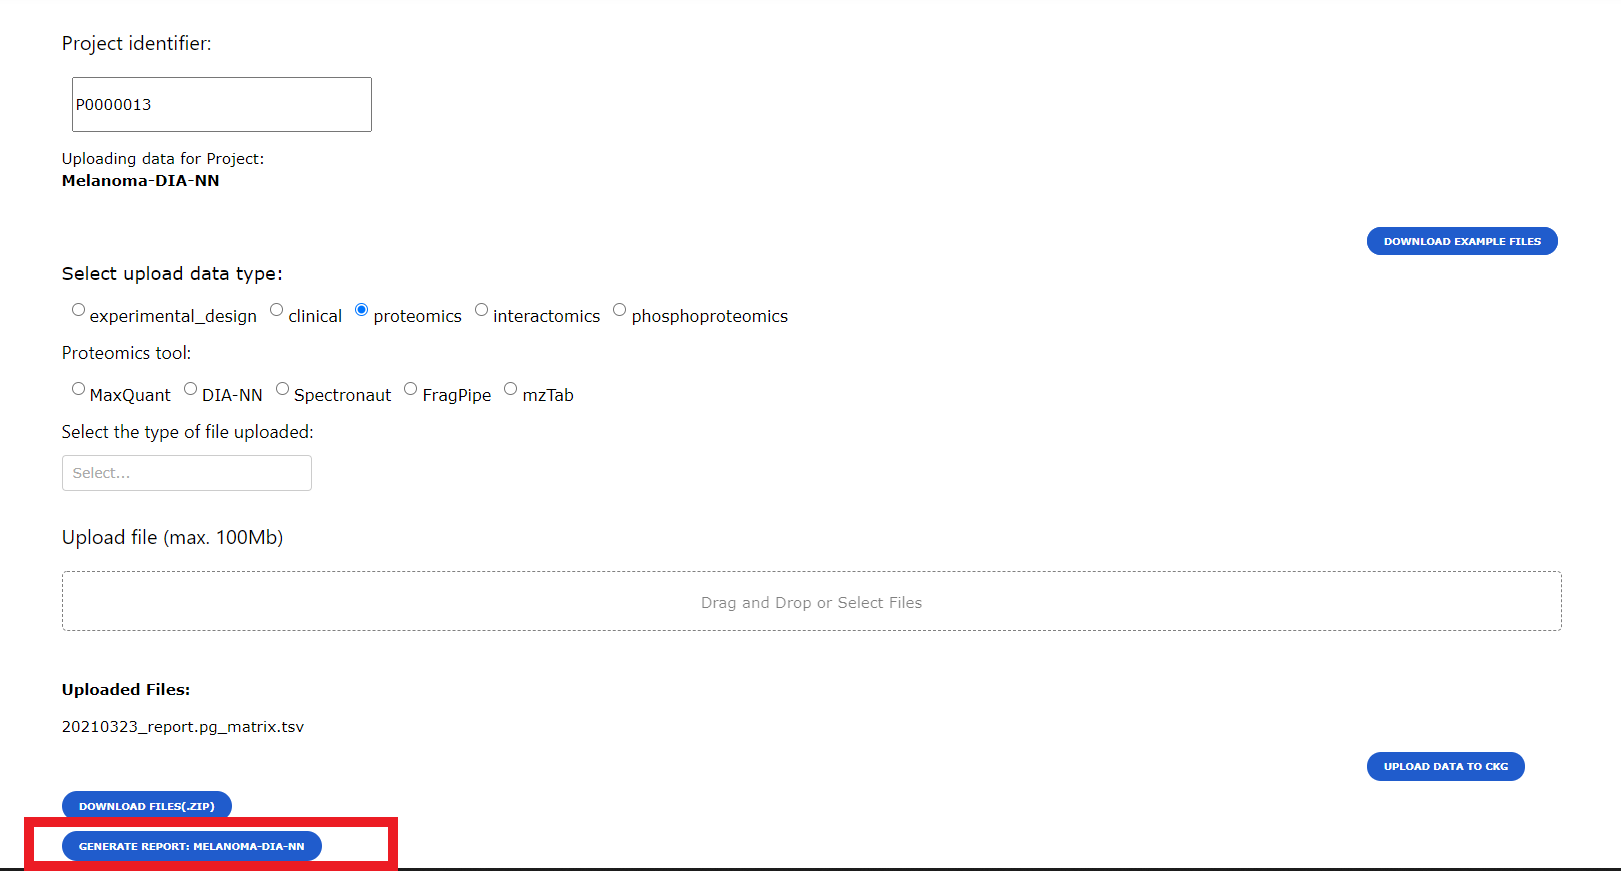 Project identifier:
P0000013
Uploading data for Project:
Melanoma-DIA-NN
DOWNLOAD EXAMPLE FILES
Select upload data type:
experimental_design clinical proteomics interactomics phosphoproteomics
Proteomics tool:
MaxQuant DIA-NN Spectronaut FragPipe mzTab
Select the type of file uploaded:
Select...
Upload file (max. 100Mb)
Drag and Drop or Select Files
Uploaded Files:
20210323_report.pg_matrix.tsv
UPLOAD DATA TO CKG
DOWNLOAD FILES(.ZIP)
GENERATE REPORT: MELANOMA-DIA-NN